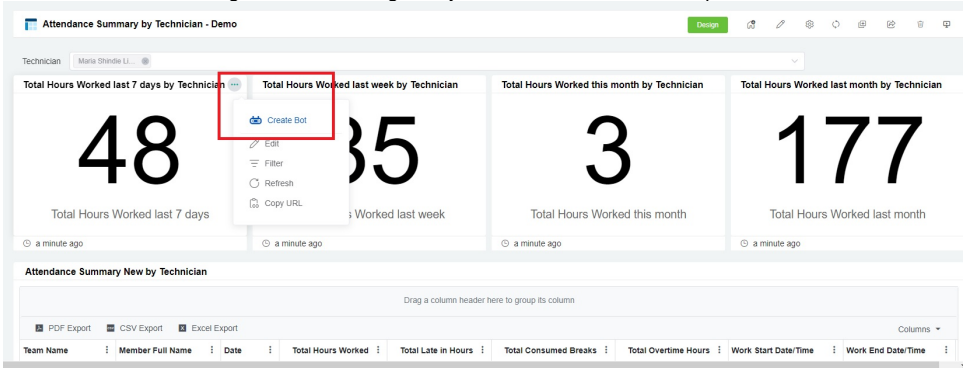 Attendance Summary by Technician - Demo
Design
Technician
Maria Shindie Li...
Total Hours Worked last 7 days by Technician
Total Hours Worked last week by Technician
Total Hours Worked this month by Technician
Total Hours Worked last month by Technician
Create Bot
Edit
Filter
Refresh
Copy URL
48
35
3
177
Total Hours Worked last 7 days
Worked last week
Total Hours Worked this month
Total Hours Worked last month
a minute ago
a minute ago
a minute ago
a minute ago
Attendance Summary New by Technician
Drag a column header here to group its column
PDF Export
CSV Export
Excel Export
Columns
Team Name
Member Full Name
Date
Total Hours Worked
Total Late in Hours
Total Consumed Breaks
Total Overtime Hours
Work Start Date/Time
Work End Date/Time